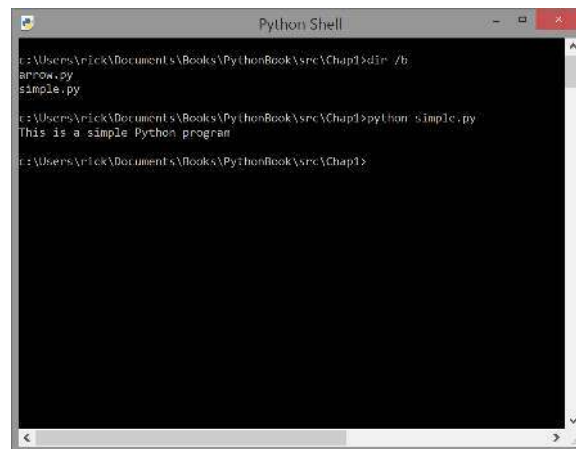 Python Shell
c:\Users\rick\Documents\Books\PythonBook\src\Chap1>dir /b
arrow.py
simple.py
c:\Users\rick\Documents\Books\PythonBook\src\Chap1>python simple.py
This is a simple Python program
c:\Users\rick\Documents\Books\PythonBook\src\Chap1>